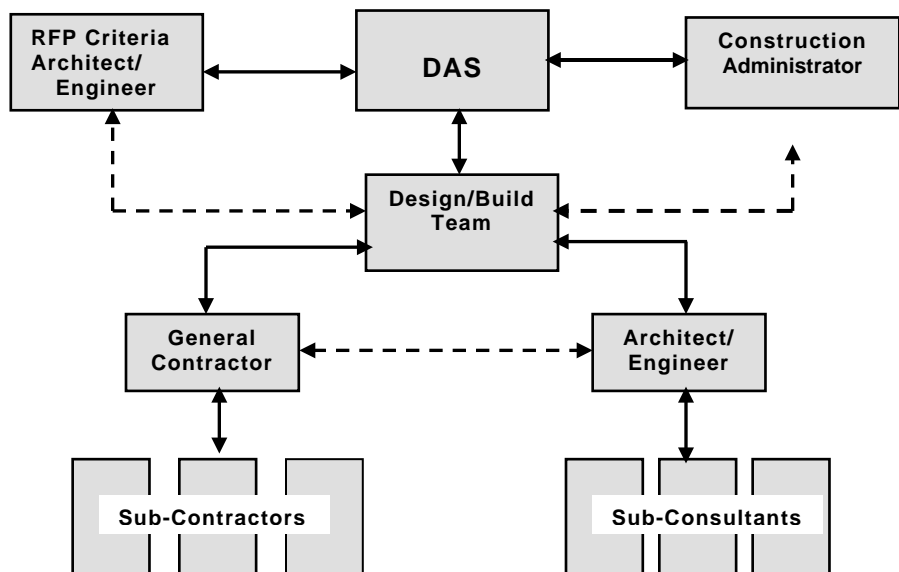 RFP Criteria
Architect/
Engineer
DAS
Construction
Administrator
Design/Build
Team
General
Contractor
Architect/
Engineer
Sub-Contractors
Sub-Consultants